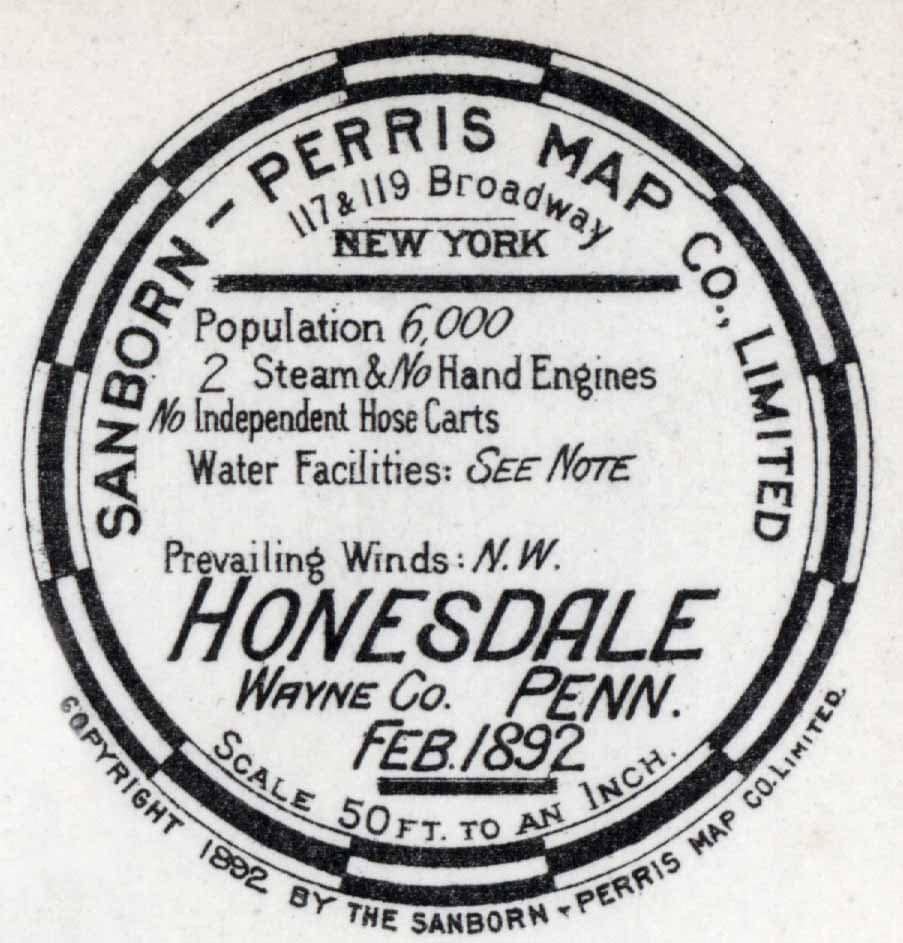 SANBORN - PERRIS MAP CO., LIMITED
117 & 119 Broadway
NEW YORK
Population 6,000
2 Steam & No Hand Engines
No Independent Hose Carts
Water Facilities: SEE NOTE
Prevailing Winds: N.W.
HONESDALE
WAYNE CO. PENN.
FEB. 1892
SCALE 50 FT. TO AN INCH.
COPYRIGHT 1892 BY THE SANBORN - PERRIS MAP CO. LIMITED.